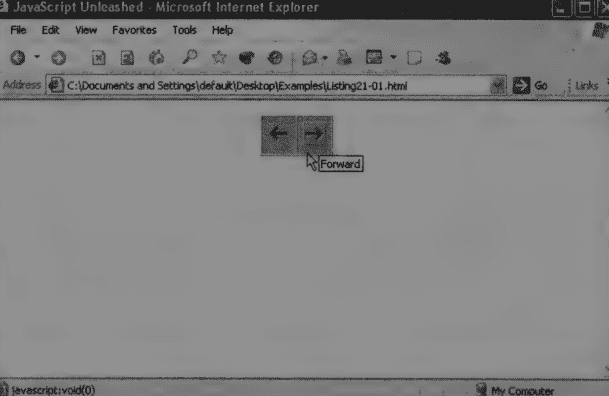 JavaScript Unleashed - Microsoft Internet Explorer
File Edit View Favorites Tools Help
Address C:\Documents and Settings\default\Desktop\Examples\Listing21-01.html Go Links
Forward
javascript:void(0) My Computer